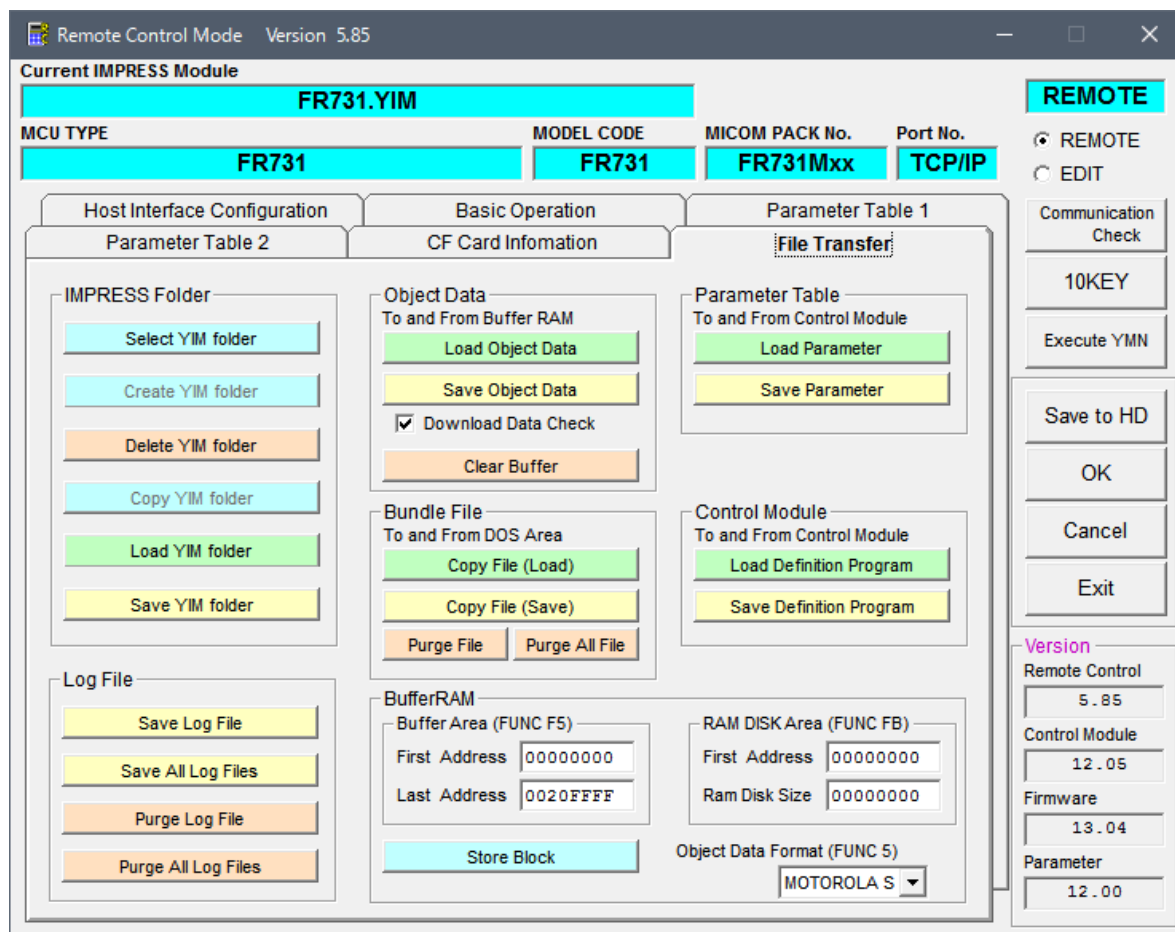 Remote Control Mode Version 5.85
Current IMPRESS Module
FR731.YIM
REMOTE
MCU TYPE MODEL CODE MICOM PACK No. Port No.
FR731 FR731 FR731Mxx TCP/IP
REMOTE
EDIT
Host Interface Configuration Basic Operation Parameter Table 1
Parameter Table 2 CF Card Infomation File Transfer
Communication
Check
10KEY
Execute YMN
Save to HD
OK
Cancel
Exit
IMPRESS Folder
Select YIM folder
Create YIM folder
Delete YIM folder
Copy YIM folder
Load YIM folder
Save YIM folder
Object Data
To and From Buffer RAM
Load Object Data
Save Object Data
Download Data Check
Clear Buffer
Parameter Table
To and From Control Module
Load Parameter
Save Parameter
Bundle File
To and From DOS Area
Copy File (Load)
Copy File (Save)
Purge File Purge All File
Control Module
To and From Control Module
Load Definition Program
Save Definition Program
Log File
Save Log File
Save All Log Files
Purge Log File
Purge All Log Files
BufferRAM
Buffer Area (FUNC F5)
First Address 00000000
Last Address 0020FFFF
RAM DISK Area (FUNC FB)
First Address 00000000
Ram Disk Size 00000000
Store Block
Object Data Format (FUNC 5)
MOTOROLA S
Version
Remote Control
5.85
Control Module
12.05
Firmware
13.04
Parameter
12.00